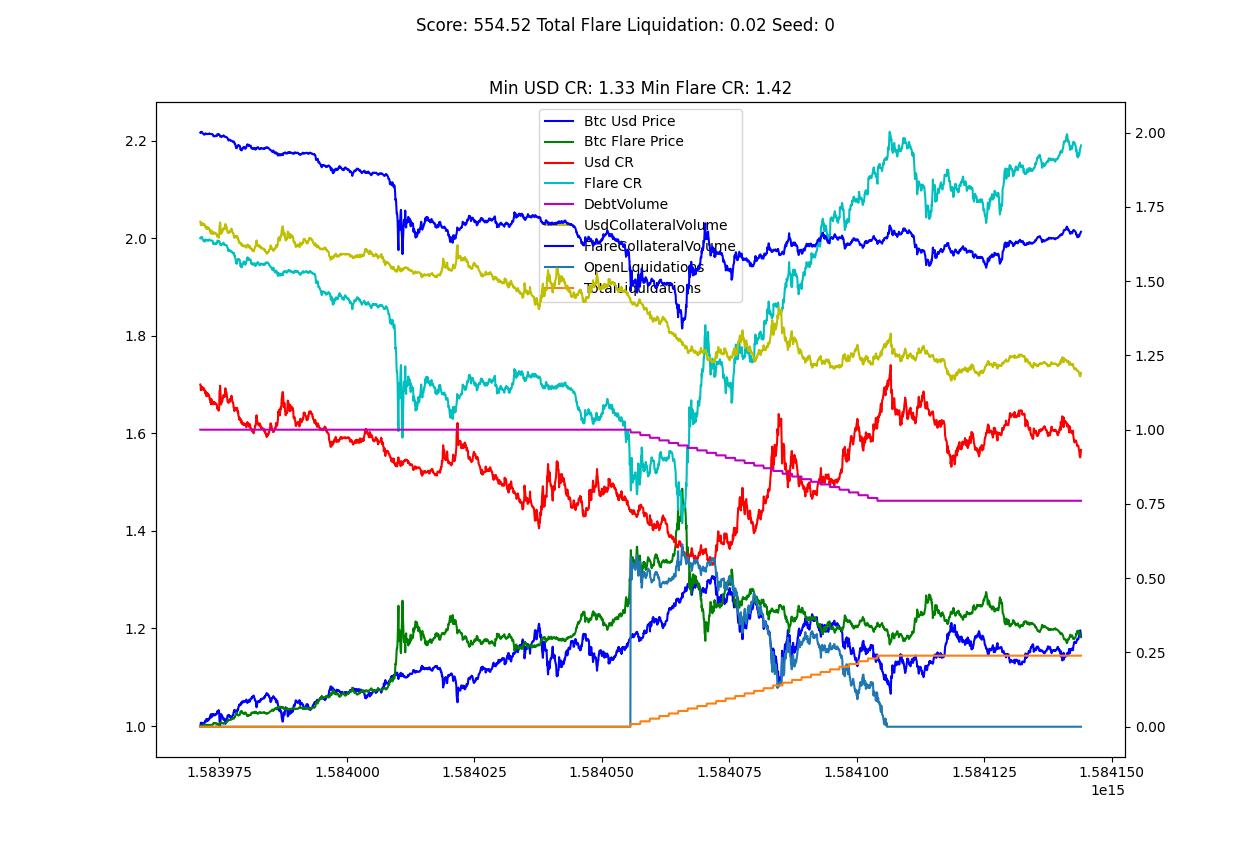 Score: 554.52 Total Flare Liquidation: 0.02 Seed: 0
Min USD CR: 1.33 Min Flare CR: 1.42
Btc Usd Price
Btc Flare Price
Usd CR
Flare CR
DebtVolume
UsdCollateralVolume
FlareCollateralVolume
OpenLiquidations
TotalLiquidations
2.2
2.0
1.8
1.6
1.4
1.2
1.0
2.00
1.75
1.50
1.25
1.00
0.75
0.50
0.25
0.00
1.583975 1.584000 1.584025 1.584050 1.584075 1.584100 1.584125 1.584150
1e15